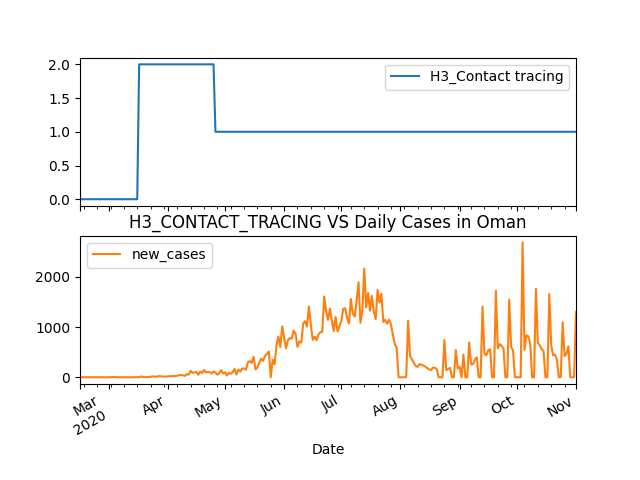 2.0
1.5
1.0
0.5
0.0
H3_Contact tracing
H3_CONTACT_TRACING VS Daily Cases in Oman
new_cases
2000
1000
0
Mar
2020
Apr
May
Jun
Jul
Aug
Sep
Oct
Nov
Date